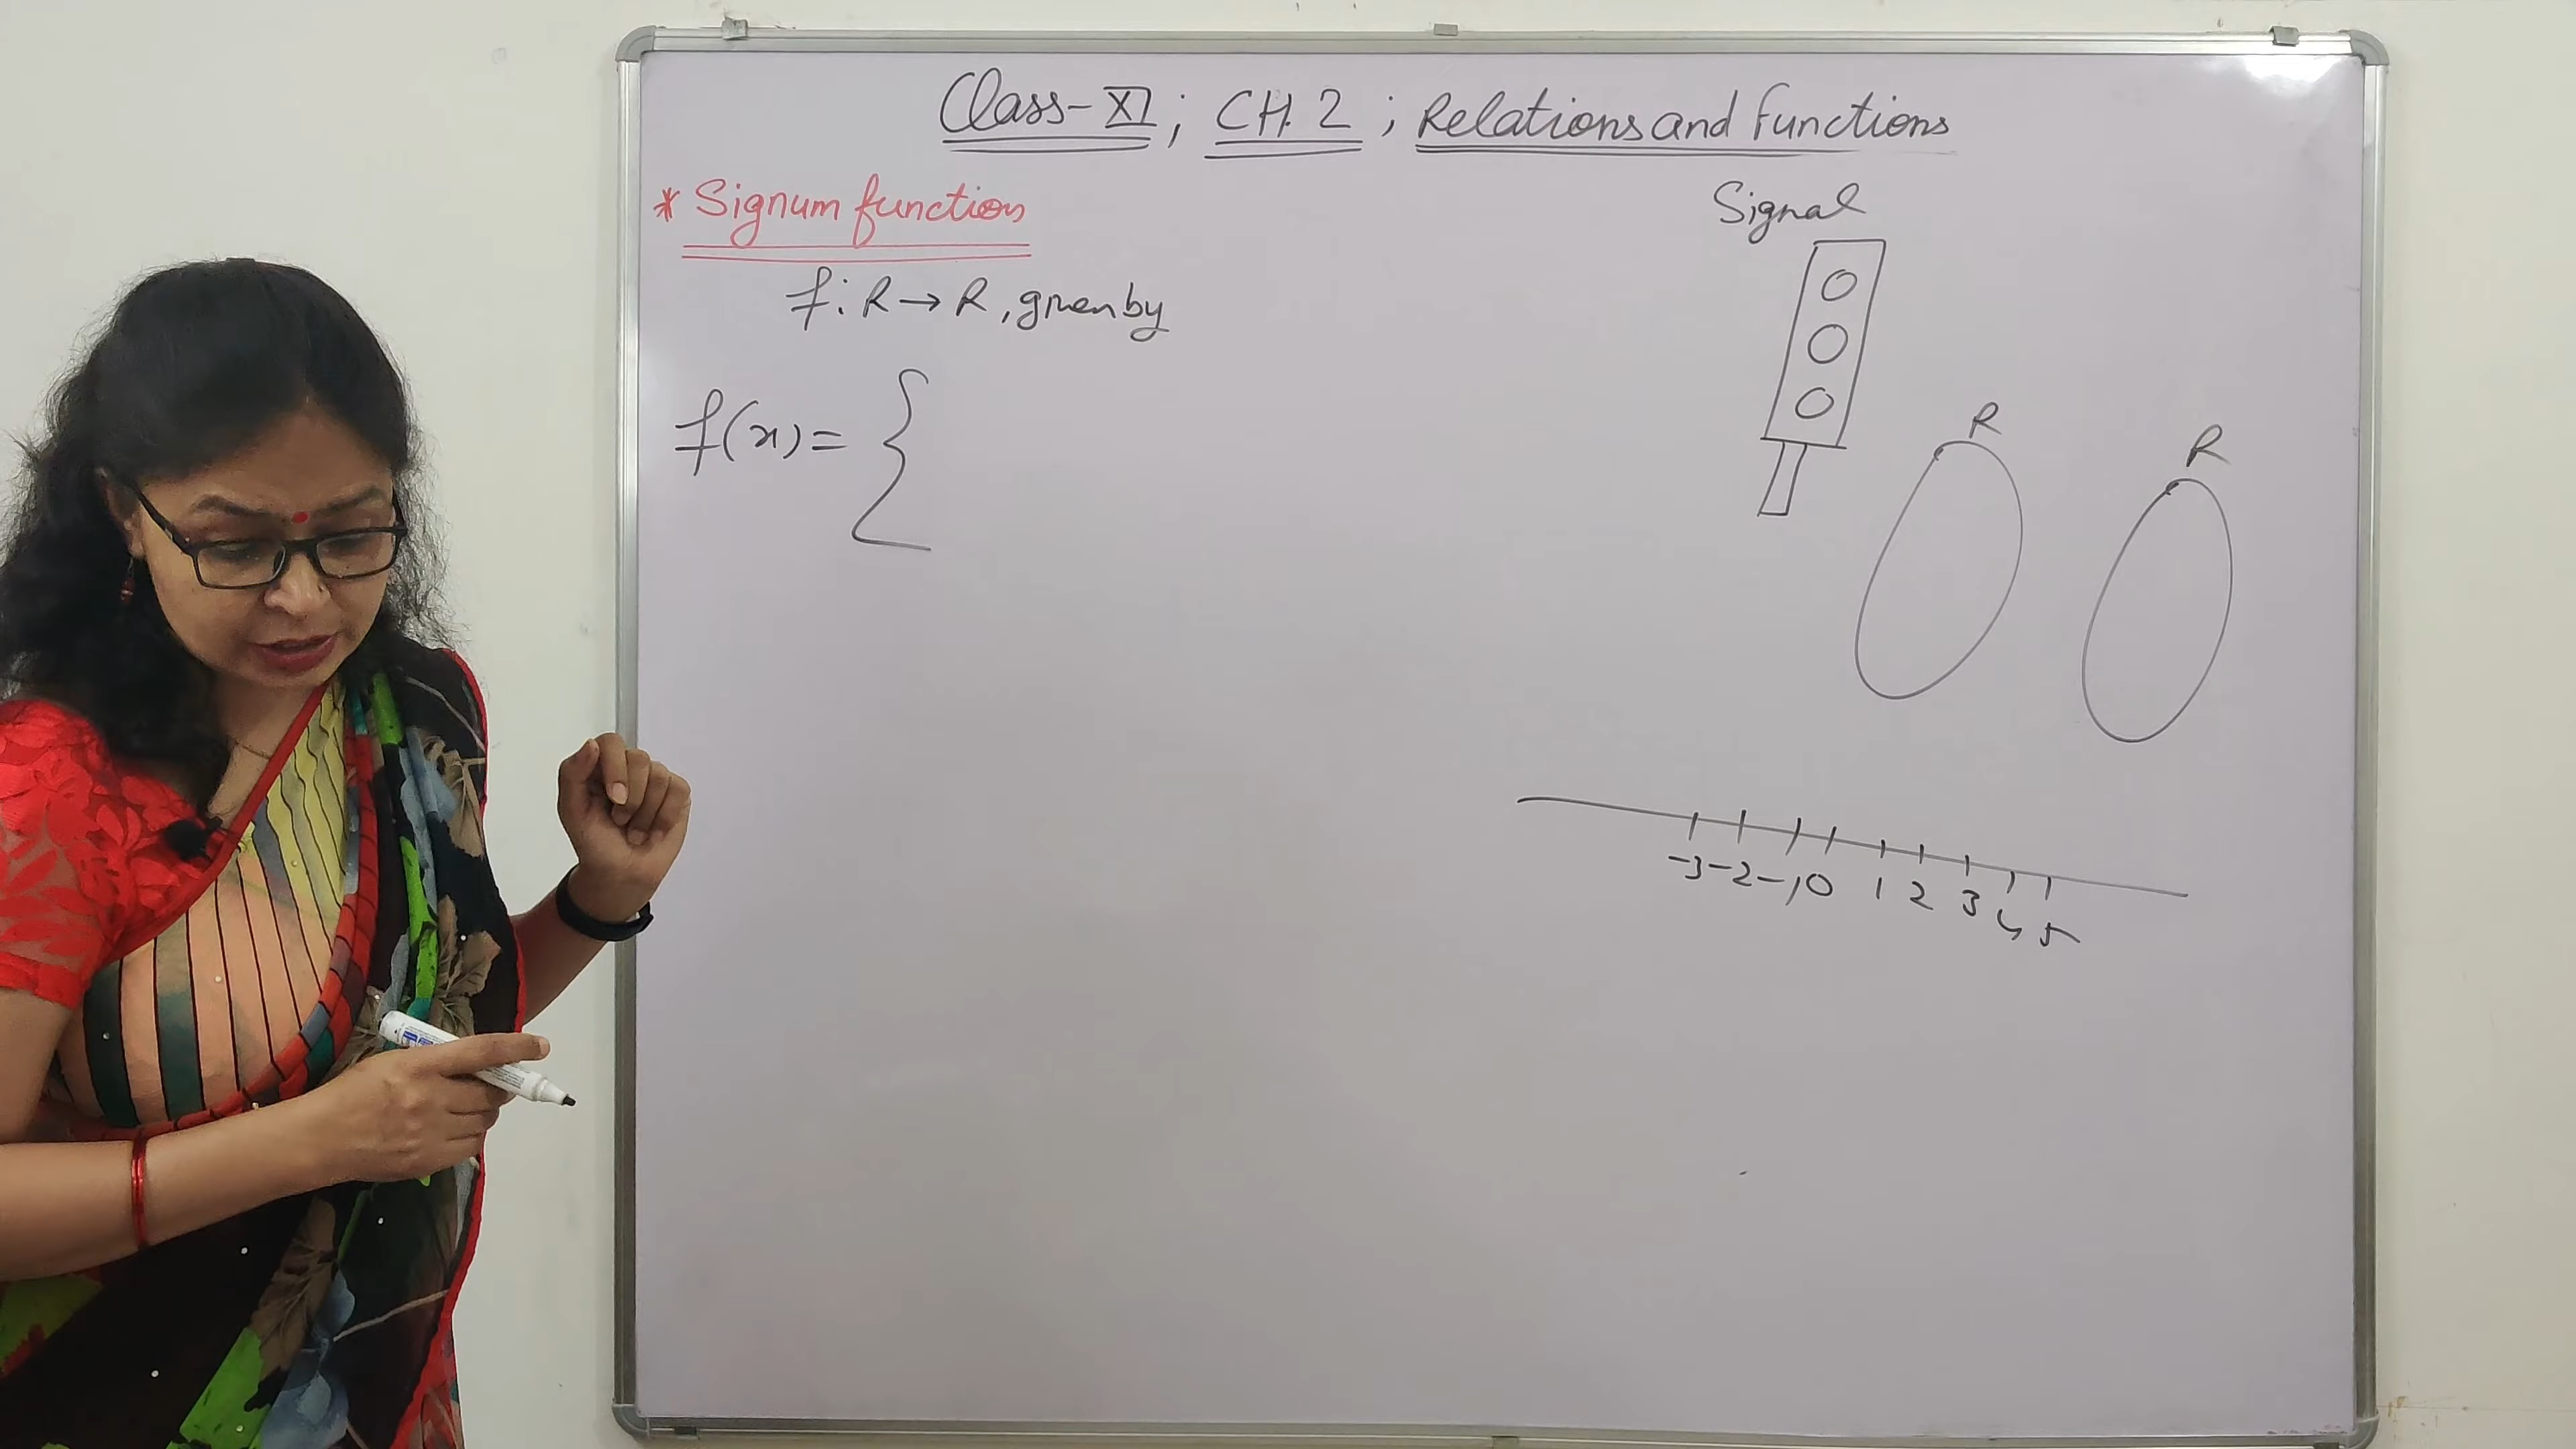 Class-XI ; CH. 2 ; Relations and Functions
* Signum function
Signal
f: R → R, given by
f(x) = {
R
R
-3 -2 -1 0 1 2 3 4 5